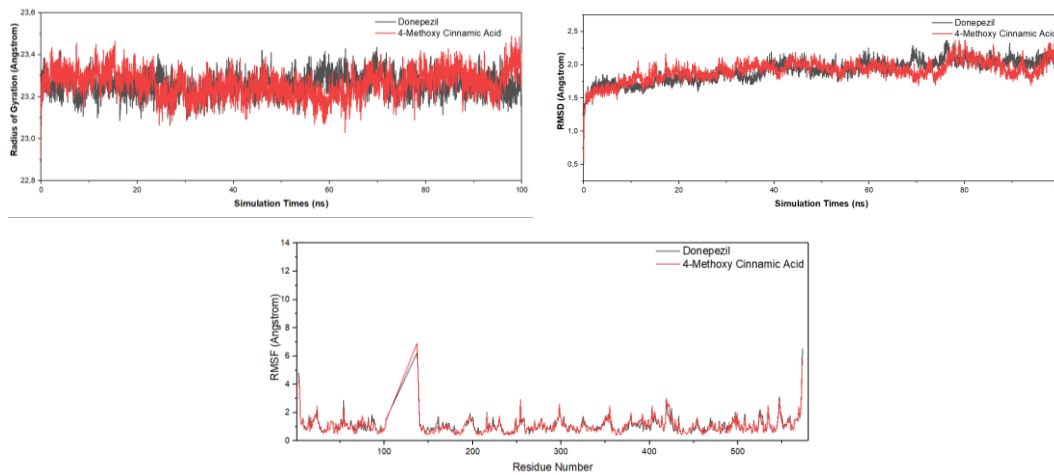 23,6
23,4
23,2
23,0
22,8
Radius of Gyration (Angstrom)
Donepezil
4-Methoxy Cinnamic Acid
0
20
40
60
80
100
Simulation Times (ns)
2,5
2,0
1,5
1,0
0,5
RMSD (Angstrom)
Donepezil
4-Methoxy Cinnamic Acid
0
20
40
60
80
Simulation Times (ns)
14
12
10
8
6
4
2
0
RMSF (Angstrom)
Donepezil
4-Methoxy Cinnamic Acid
100
200
300
400
500
Residue Number